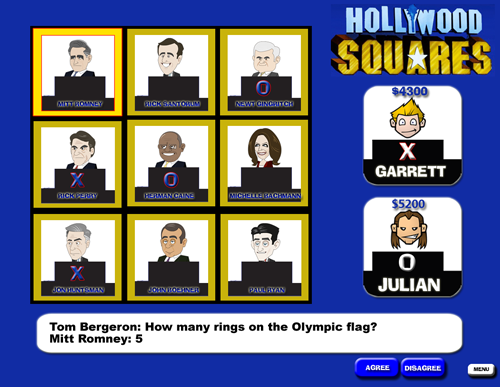 HOLLYWOOD
SQUARES
MITT ROMNEY
RICK SANTORUM
O
NEWT GINGRITCH
$4300
X
GARRETT
X
RICK PERRY
O
HERMAN CAINE
MICHELLE BACHMANN
$5200
O
JULIAN
X
JON HUNTSMAN
JOHN BOEHNER
PAUL RYAN
Tom Bergeron: How many rings on the Olympic flag?
Mitt Romney: 5
AGREE
DISAGREE
MENU